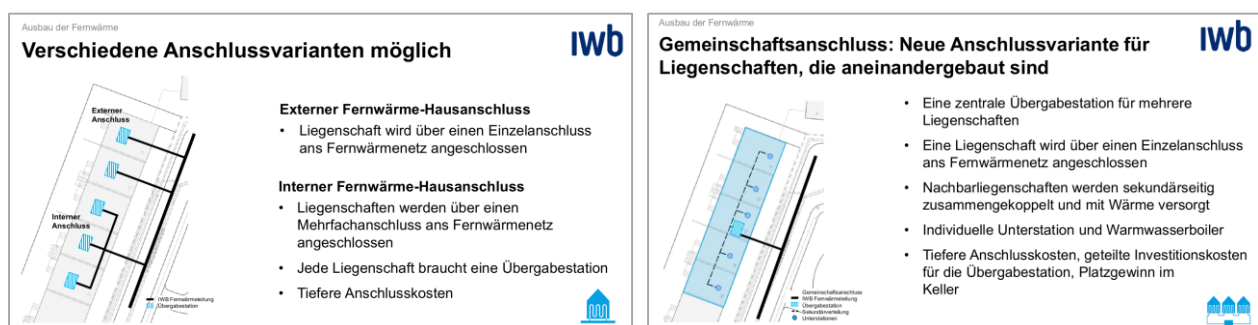 Ausbau der Fernwärme
Verschiedene Anschlussvarianten möglich
iwb
Externer
Anschluss
Interner
Anschluss
IWB Fernwärmeleitung
Übergabestation
Externer Fernwärme-Hausanschluss
• Liegenschaft wird über einen Einzelanschluss
ans Fernwärmenetz angeschlossen
Interner Fernwärme-Hausanschluss
• Liegenschaften werden über einen
Mehrfachanschluss ans Fernwärmenetz
angeschlossen
• Jede Liegenschaft braucht eine Übergabestation
• Tiefere Anschlusskosten
Ausbau der Fernwärme
Gemeinschaftsanschluss: Neue Anschlussvariante für
Liegenschaften, die aneinandergebaut sind
iwb
Gemeinschaftsanschluss
IWB Fernwärmeleitung
Übergabestation
Sekundärverteilung
Unterstationen
• Eine zentrale Übergabestation für mehrere
Liegenschaften
• Eine Liegenschaft wird über einen Einzelanschluss
ans Fernwärmenetz angeschlossen
• Nachbarliegenschaften werden sekundärseitig
zusammengekoppelt und mit Wärme versorgt
• Individuelle Unterstation und Warmwasserboiler
• Tiefere Anschlusskosten, geteilte Investitionskosten
für die Übergabestation, Platzgewinn im
Keller